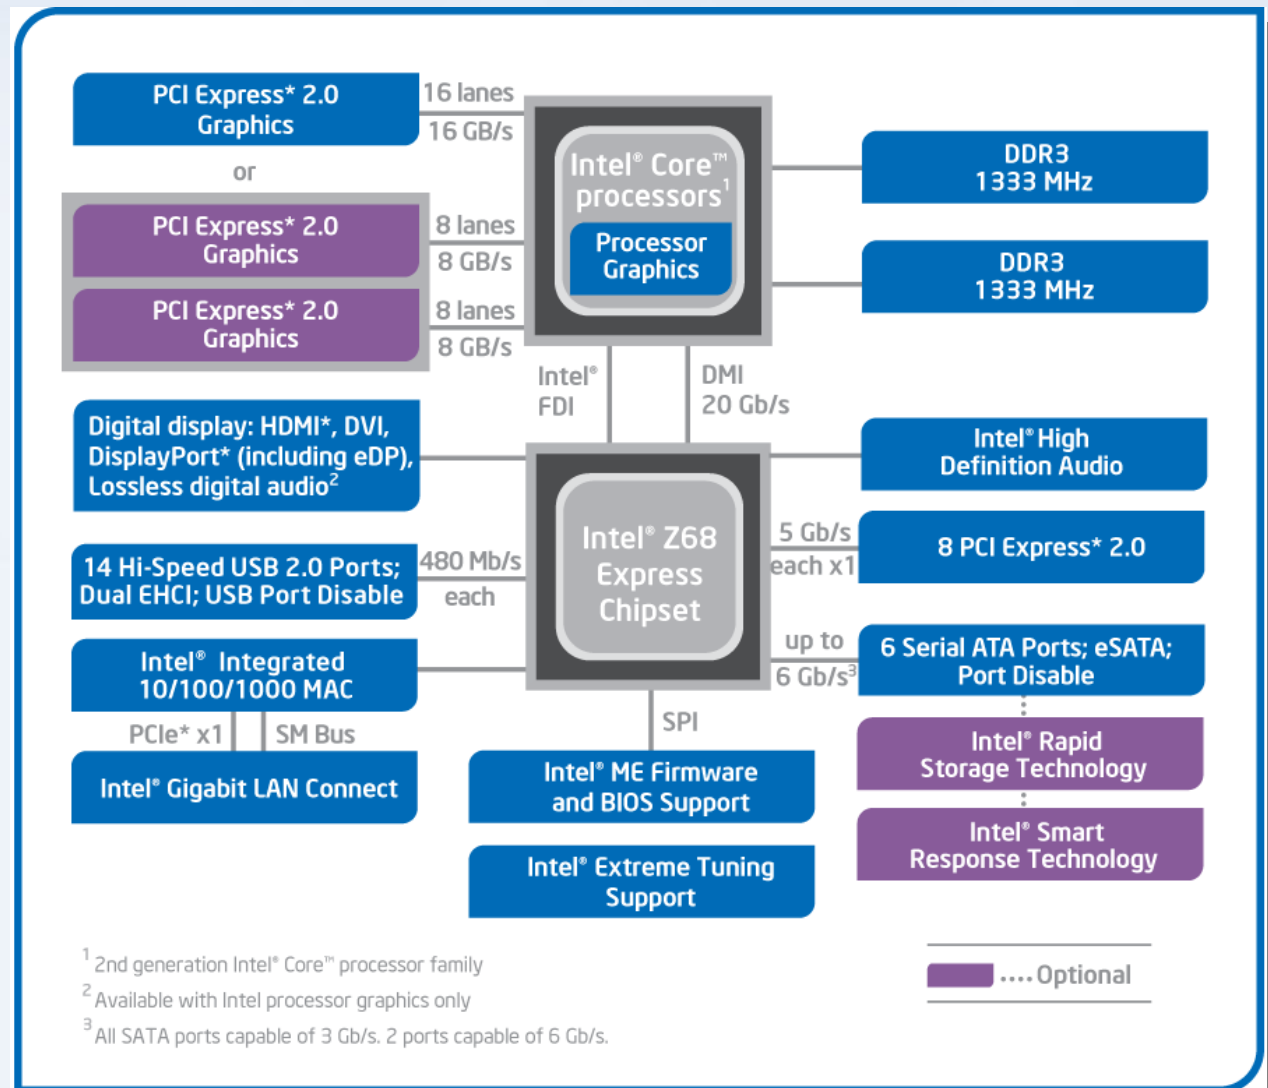 PCI Express* 2.0
Graphics
16 lanes
16 GB/s
or
PCI Express* 2.0
Graphics
8 lanes
8 GB/s
PCI Express* 2.0
Graphics
8 lanes
8 GB/s
Intel® Core™
processors¹
Processor
Graphics
DDR3
1333 MHz
DDR3
1333 MHz
Intel®
FDI
DMI
20 Gb/s
Digital display: HDMI*, DVI,
DisplayPort* (including eDP),
Lossless digital audio²
Intel® High
Definition Audio
Intel® Z68
Express
Chipset
5 Gb/s
each x1
8 PCI Express* 2.0
14 Hi-Speed USB 2.0 Ports;
Dual EHCI; USB Port Disable
480 Mb/s
each
up to
6 Gb/s³
6 Serial ATA Ports; eSATA;
Port Disable
Intel® Integrated
10/100/1000 MAC
PCIe* x1
SM Bus
Intel® Gigabit LAN Connect
SPI
Intel® ME Firmware
and BIOS Support
Intel® Extreme Tuning
Support
Intel® Rapid
Storage Technology
Intel® Smart
Response Technology
¹ 2nd generation Intel® Core™ processor family
² Available with Intel processor graphics only
³ All SATA ports capable of 3 Gb/s. 2 ports capable of 6 Gb/s.
.... Optional